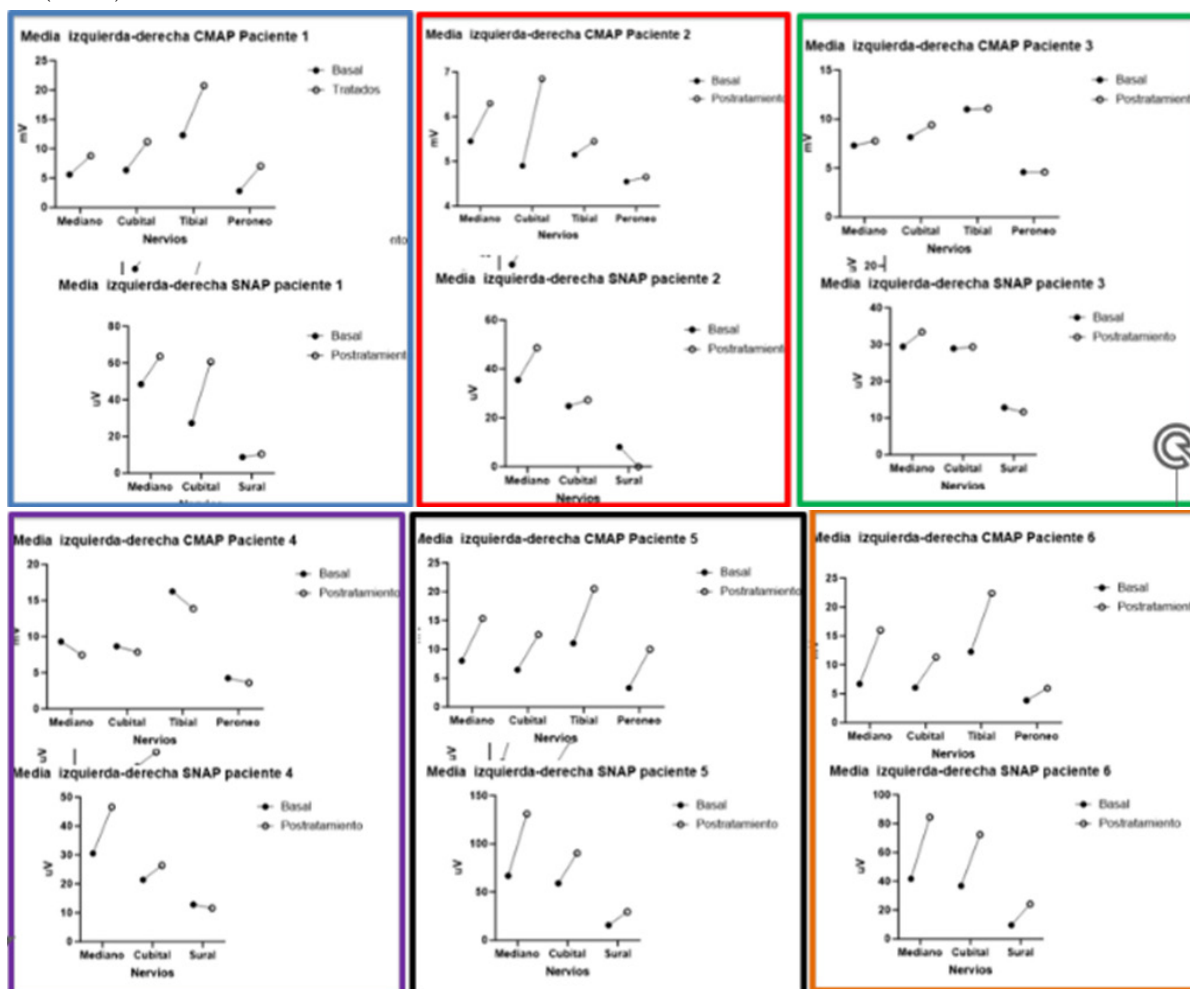 Media izquierda-derecha CMAP Paciente 1
25
20
15
10
5
0
mV
Basal
Tratados
Mediano Cubital Tibial Peroneo
Nervios
nto
Media izquierda-derecha SNAP paciente 1
80
60
40
20
0
uV
Basal
Postratamient
Mediano Cubital Sural
Media izquierda-derecha CMAP Paciente 2
7
6
5
4
mV
Basal
Postratamiento
Mediano Cubital Tibial Peroneo
Nervios
Media izquierda-derecha SNAP paciente 2
60
40
20
0
uV
Basal
Postratamiento
Mediano Cubital Sural
Nervios
Media izquierda-derecha CMAP Paciente 3
15
10
5
0
mV
Basal
Postratamiento
Mediano Cubital Tibial Peroneo
Nervios
uV
20
Media izquierda-derecha SNAP paciente 3
40
30
20
10
0
uV
Basal
Postratamiento
Mediano Cubital Sural
Nervios
Media izquierda-derecha CMAP Paciente 4
20
15
10
5
0
Basal
Postratamiento
Mediano Cubital Tibial Peroneo
Nervios
uV
Media izquierda-derecha SNAP paciente 4
50
40
30
20
10
0
uV
Basal
Postratamiento
Mediano Cubital Sural
Nervios
Media izquierda-derecha CMAP Paciente 5
25
20
15
10
5
0
Basal
Postratamiento
Mediano Cubital Tibial Peroneo
Nervios
uV
Media izquierda-derecha SNAP paciente 5
150
100
50
0
uV
Basal
Postratamiento
Mediano Cubital Sural
Nervios
Media izquierda-derecha CMAP Paciente 6
25
20
15
10
5
0
Basal
Postratamiento
Mediano Cubital Tibial Peroneo
Nervios
Media izquierda-derecha SNAP paciente 6
100
80
60
40
20
0
uV
Basal
Postratamiento
Mediano Cubital Sural
Nervios